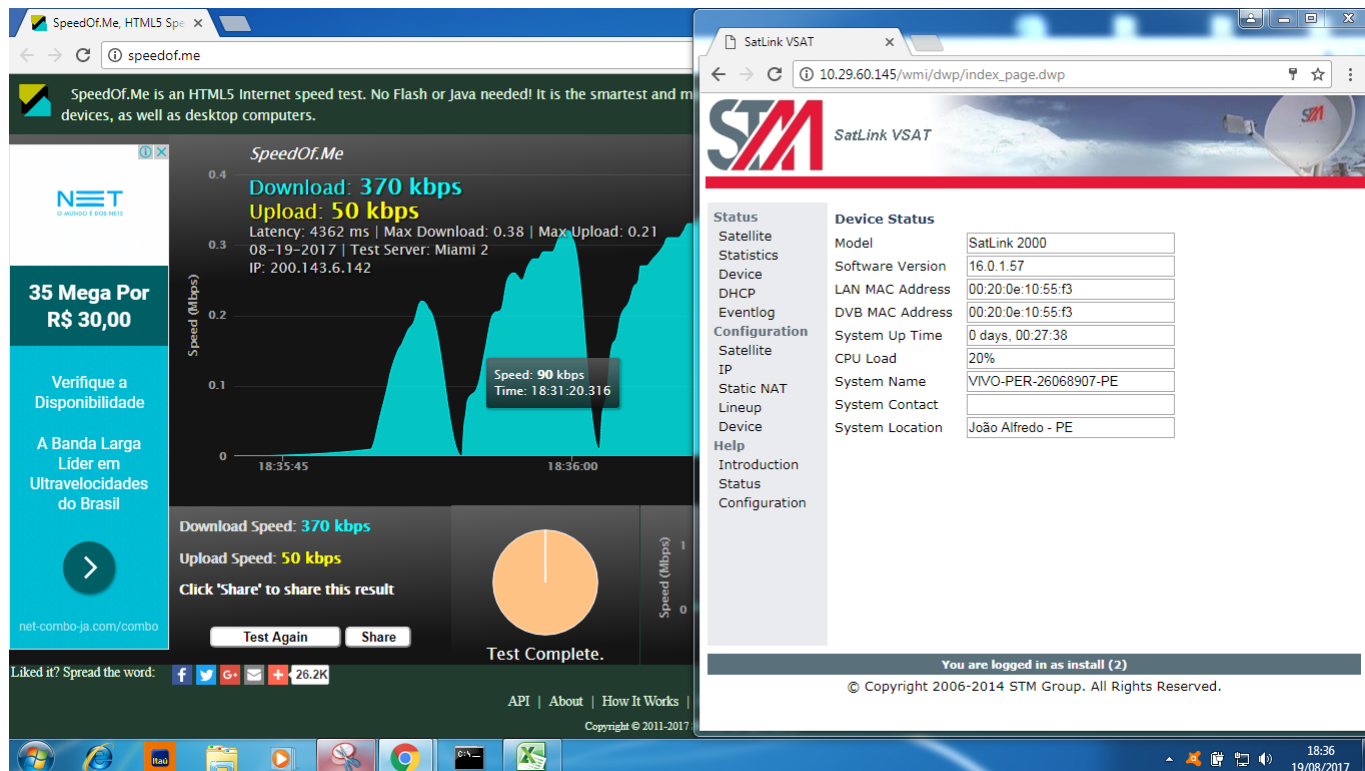 SpeedOf.Me, HTML5 Spe
speedof.me
SpeedOf.Me is an HTML5 Internet speed test. No Flash or Java needed! It is the smartest and m
devices, as well as desktop computers.
NET
O MUNDO É DOS NETS
35 Mega Por
R$ 30,00
Verifique a
Disponibilidade
A Banda Larga
Líder em
Ultravelocidades
do Brasil
net-combo-ja.com/combo
SpeedOf.Me
Download: 370 kbps
Upload: 50 kbps
Latency: 4362 ms | Max Download: 0.38 | Max Upload: 0.21
08-19-2017 | Test Server: Miami 2
IP: 200.143.6.142
Speed (Mbps)
0.4
0.3
0.2
0.1
0
Speed: 90 kbps
Time: 18:31:20.316
18:35:45
18:36:00
Download Speed: 370 kbps
Upload Speed: 50 kbps
Click 'Share' to share this result
Test Again
Share
Test Complete.
Speed (Mbps)
1
0
Liked it? Spread the word:
26.2K
API | About | How It Works |
Copyright © 2011-2017
SatLink VSAT
10.29.60.145/wmi/dwp/index_page.dwp
STM
SatLink VSAT
STM
Status
Satellite
Statistics
Device
DHCP
Eventlog
Configuration
Satellite
IP
Static NAT
Lineup
Device
Help
Introduction
Status
Configuration
Device Status
Model SatLink 2000
Software Version 16.0.1.57
LAN MAC Address 00:20:0e:10:55:f3
DVB MAC Address 00:20:0e:10:55:f3
System Up Time 0 days, 00:27:38
CPU Load 20%
System Name VIVO-PER-26068907-PE
System Contact
System Location João Alfredo - PE
You are logged in as install (2)
© Copyright 2006-2014 STM Group. All Rights Reserved.
Itaú
C:\
18:36
19/08/2017